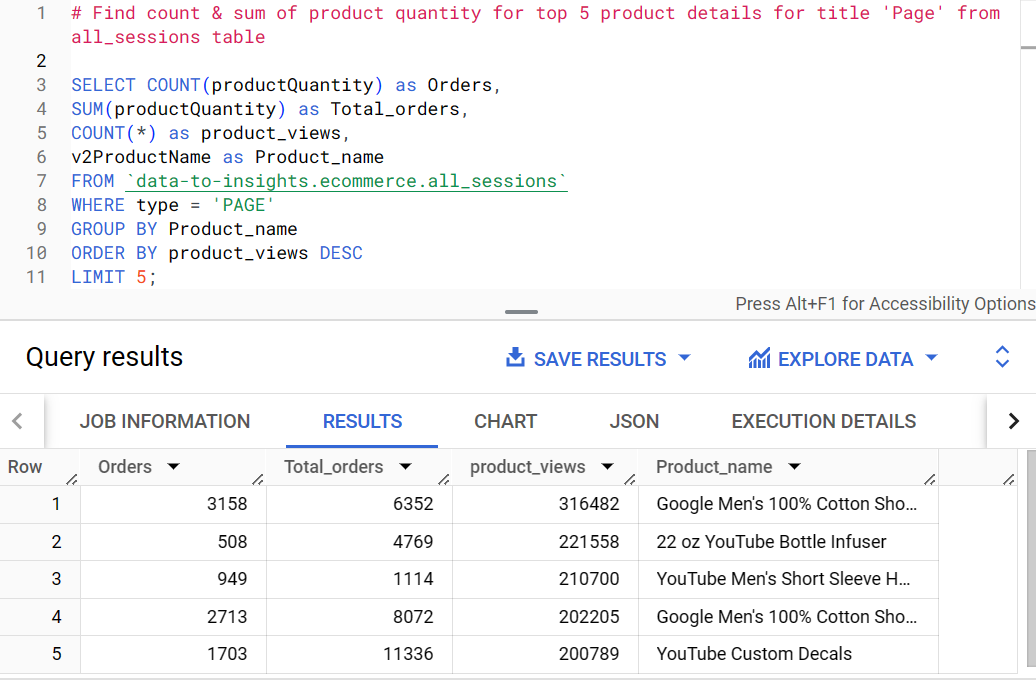 1 # Find count & sum of product quantity for top 5 product details for title 'Page' from
all_sessions table
2
3 SELECT COUNT(productQuantity) as Orders,
4 SUM(productQuantity) as Total_orders,
5 COUNT(*) as product_views,
6 v2ProductName as Product_name
7 FROM `data-to-insights.ecommerce.all_sessions`
8 WHERE type = 'PAGE'
9 GROUP BY Product_name
10 ORDER BY product_views DESC
11 LIMIT 5;
Press Alt+F1 for Accessibility Options
Query results SAVE RESULTS EXPLORE DATA
JOB INFORMATION RESULTS CHART JSON EXECUTION DETAILS
Row Orders Total_orders product_views Product_name
1 3158 6352 316482 Google Men's 100% Cotton Sho...
2 508 4769 221558 22 oz YouTube Bottle Infuser
3 949 1114 210700 YouTube Men's Short Sleeve H...
4 2713 8072 202205 Google Men's 100% Cotton Sho...
5 1703 11336 200789 YouTube Custom Decals